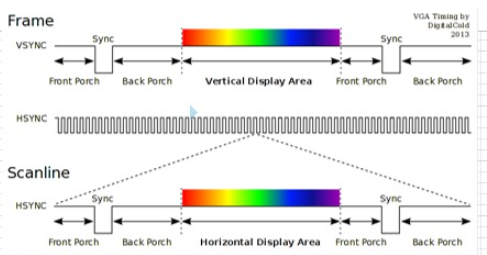 Frame
VGA Timing by
DigitalCold
2013
Sync
Sync
VSYNC
Front Porch Back Porch Vertical Display Area Front Porch Back Porch
HSYNC
Scanline
Sync
Sync
HSYNC
Front Porch Back Porch Horizontal Display Area Front Porch Back Porch